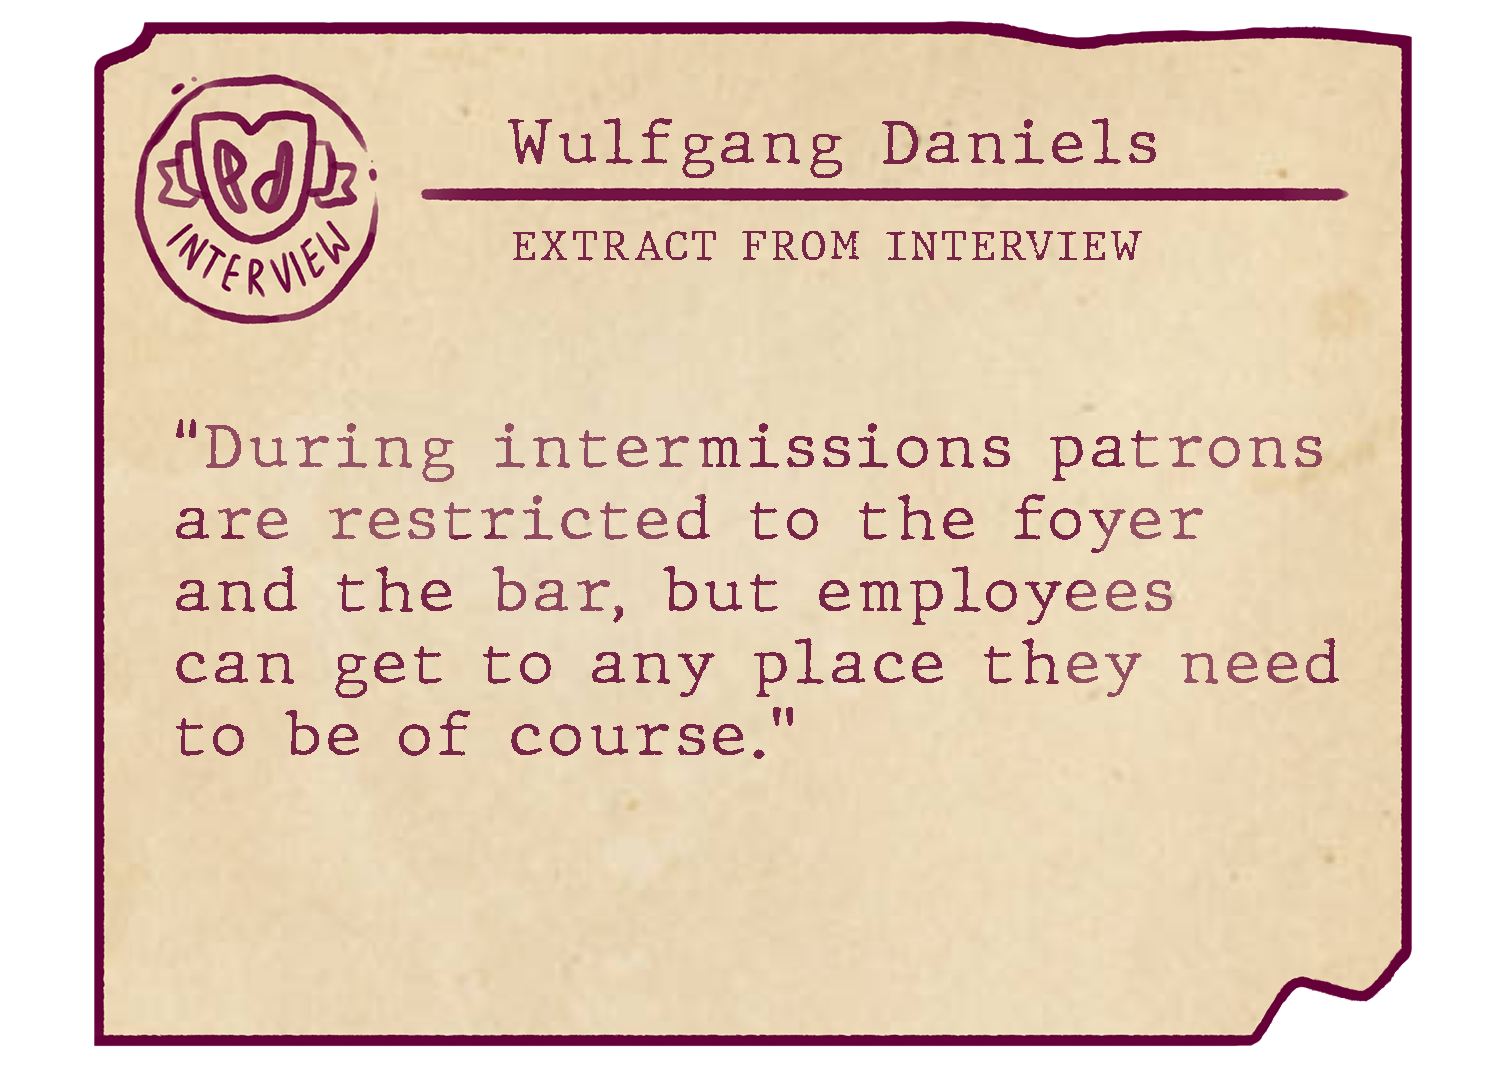 Wulfgang Daniels
EXTRACT FROM INTERVIEW
Pd
INTERVIEW
"During intermissions patrons
are restricted to the foyer
and the bar, but employees
can get to any place they need
to be of course."